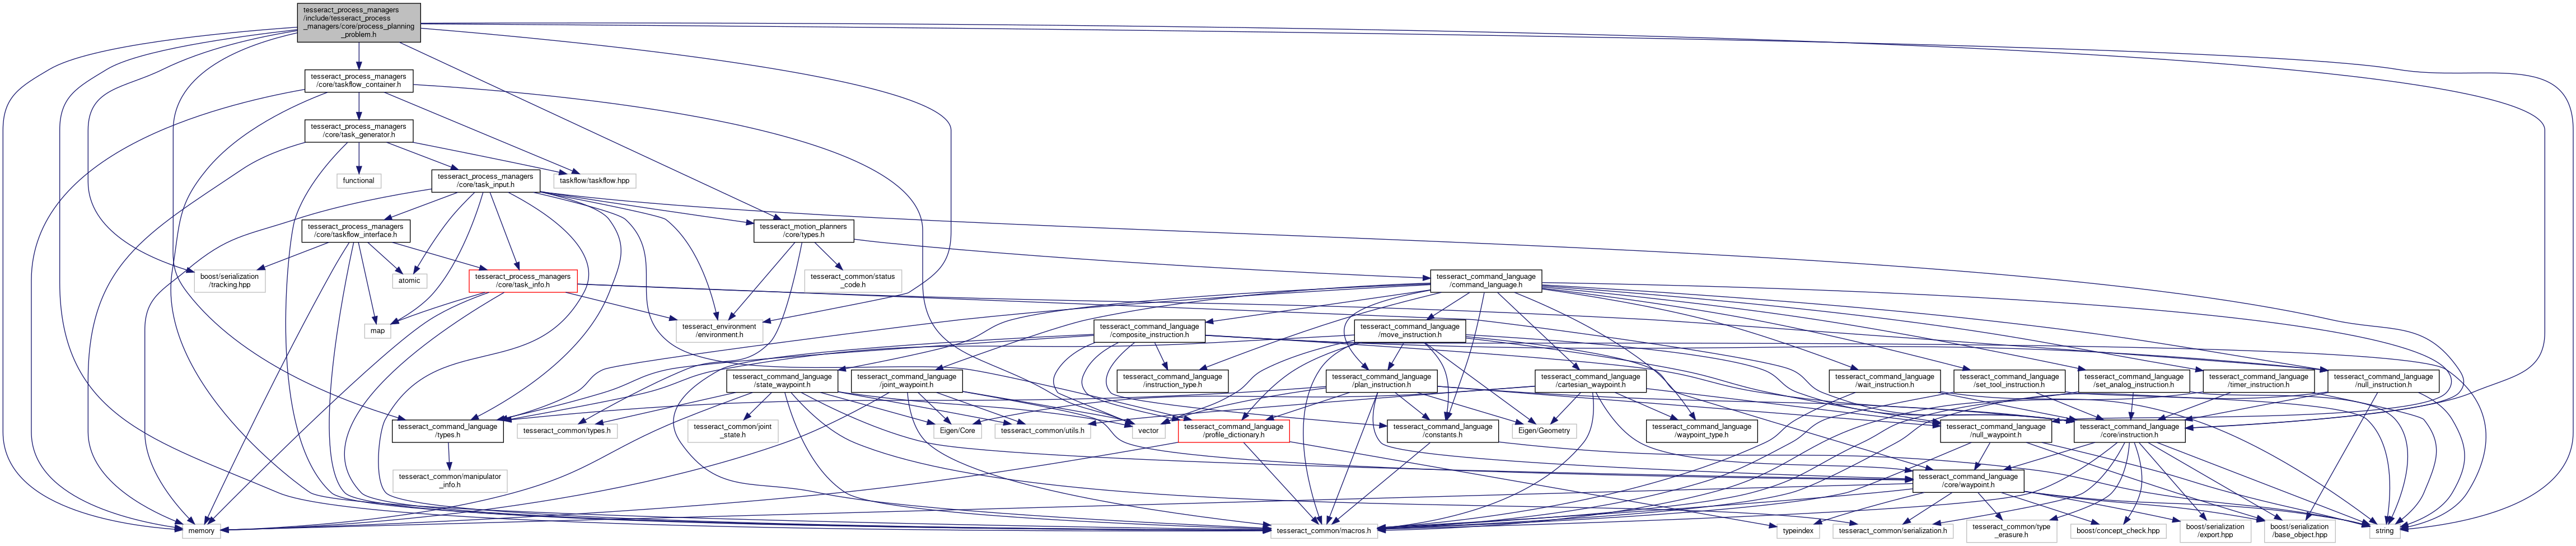 tesseract_process_managers
/include/tesseract_process
_managers/core/process_planning
_problem.h
tesseract_process_managers
/core/taskflow_container.h
tesseract_process_managers
/core/task_generator.h
functional
tesseract_process_managers
/core/task_input.h
taskflow/taskflow.hpp
tesseract_process_managers
/core/taskflow_interface.h
tesseract_motion_planners
/core/types.h
boost/serialization
/tracking.hpp
atomic
tesseract_process_managers
/core/task_info.h
tesseract_common/status
_code.h
tesseract_command_language
/command_language.h
map
tesseract_environment
/environment.h
tesseract_command_language
/composite_instruction.h
tesseract_command_language
/move_instruction.h
tesseract_command_language
/state_waypoint.h
tesseract_command_language
/joint_waypoint.h
tesseract_command_language
/instruction_type.h
tesseract_command_language
/plan_instruction.h
tesseract_command_language
/cartesian_waypoint.h
tesseract_command_language
/wait_instruction.h
tesseract_command_language
/set_tool_instruction.h
tesseract_command_language
/set_analog_instruction.h
tesseract_command_language
/timer_instruction.h
tesseract_command_language
/null_instruction.h
tesseract_command_language
/types.h
tesseract_common/types.h
tesseract_common/joint
_state.h
Eigen/Core
tesseract_common/utils.h
vector
tesseract_command_language
/profile_dictionary.h
tesseract_command_language
/constants.h
Eigen/Geometry
tesseract_command_language
/waypoint_type.h
tesseract_command_language
/null_waypoint.h
tesseract_command_language
/core/instruction.h
tesseract_common/manipulator
_info.h
tesseract_command_language
/core/waypoint.h
memory
tesseract_common/macros.h
typeindex
tesseract_common/serialization.h
tesseract_common/type
_erasure.h
boost/concept_check.hpp
boost/serialization
/export.hpp
boost/serialization
/base_object.hpp
string